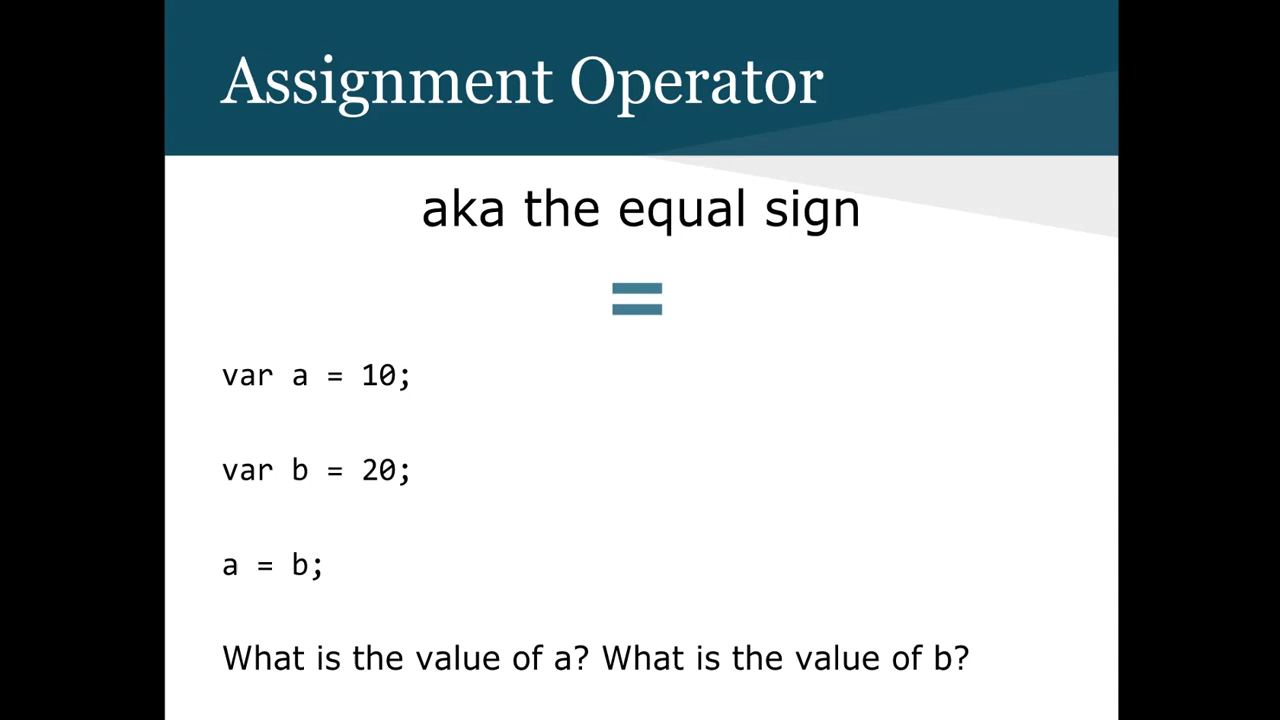 Assignment Operator
aka the equal sign
=
var a = 10;
var b = 20;
a = b;
What is the value of a? What is the value of b?